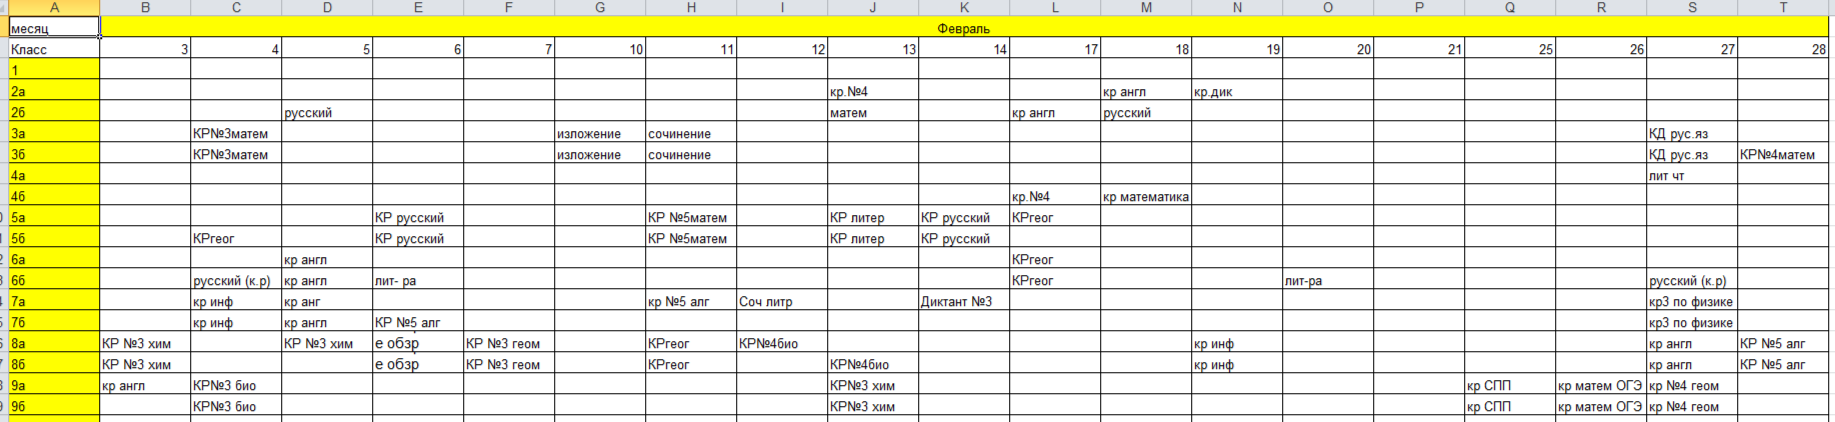 A B C D E F G H I J K L M N O P Q R S T
месяц Февраль
Класс 3 4 5 6 7 10 11 12 13 14 17 18 19 20 21 25 26 27 28
1
2а кр.№4 кр англ кр.дик
2б русский матем кр англ русский
3а КР№3матем изложение сочинение КД рус.яз
3б КР№3матем изложение сочинение КД рус.яз КР№4матем
4а лит чт
4б кр.№4 кр математика
5а КР русский КР №5матем КР литер КР русский КРгеог
5б КРгеог КР русский КР №5матем КР литер КР русский
6а кр англ КРгеог
6б русский (к.р) кр англ лит- ра КРгеог лит-ра русский (к.р)
7а кр инф кр анг кр №5 алг Соч литр Диктант №3 кр3 по физике
7б кр инф кр англ КР №5 алг кр3 по физике
8а КР №3 хим КР №3 хим е обзр КР №3 геом КРгеог КР№4био кр инф кр англ КР №5 алг
8б КР №3 хим е обзр КР №3 геом КРгеог КР№4био кр инф кр англ КР №5 алг
9а кр англ КР№3 био КР№3 хим кр СПП кр матем ОГЭ кр №4 геом
9б КР№3 био КР№3 хим кр СПП кр матем ОГЭ кр №4 геом